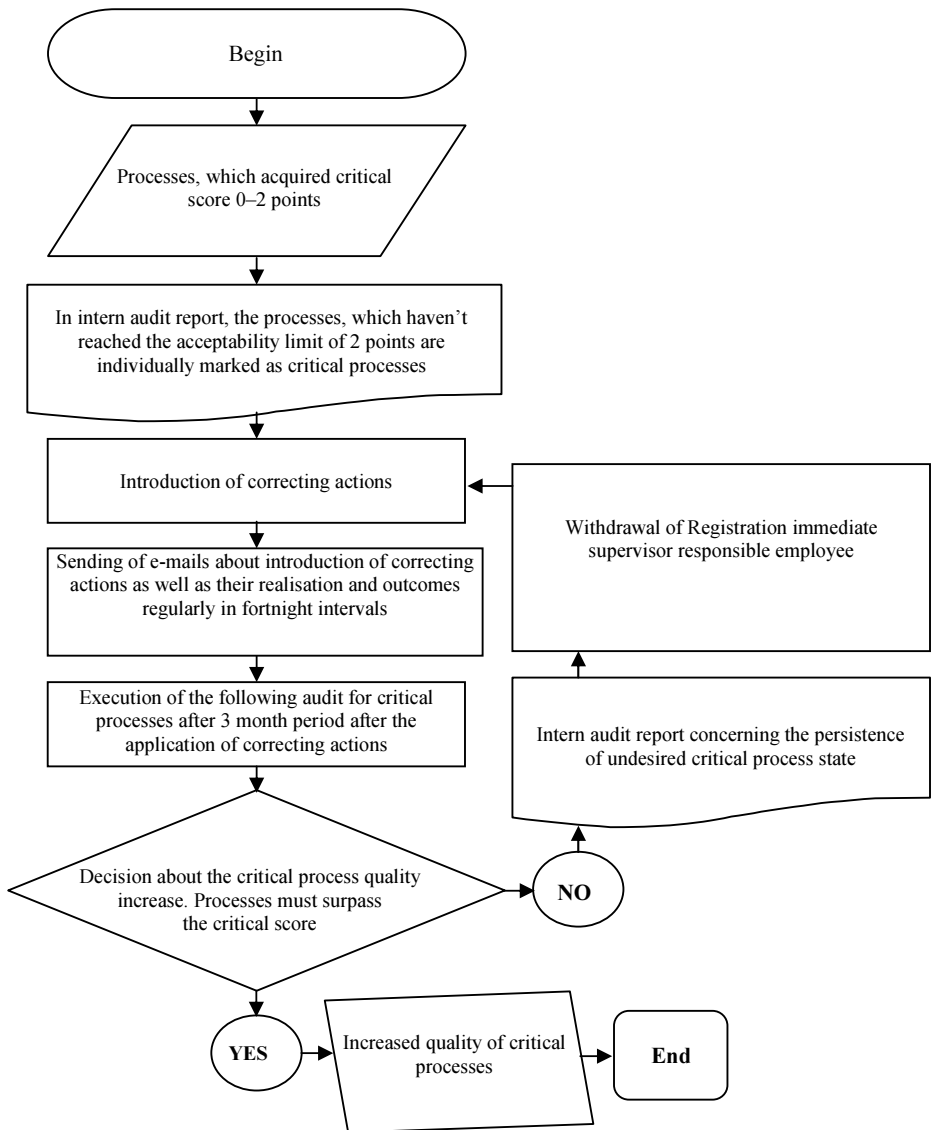 Begin
Processes, which acquired critical
score 0–2 points
In intern audit report, the processes, which haven't
reached the acceptability limit of 2 points are
individually marked as critical processes
Introduction of correcting actions
Sending of e-mails about introduction of correcting
actions as well as their realisation and outcomes
regularly in fortnight intervals
Execution of the following audit for critical
processes after 3 month period after the
application of correcting actions
Decision about the critical process quality
increase. Processes must surpass
the critical score
NO
Intern audit report concerning the persistence
of undesired critical process state
Withdrawal of Registration immediate
supervisor responsible employee
YES
Increased quality of critical
processes
End